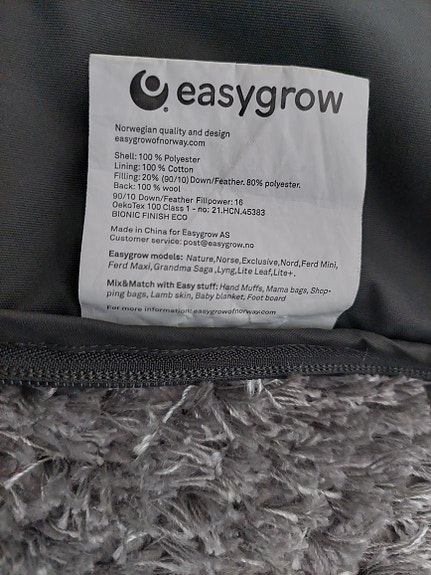 easygrow
Norwegian quality and design
easygrowofnorway.com
Shell: 100 % Polyester
Lining: 100 % Cotton
Filling: 20% (90/10) Down/Feather. 80% polyester.
Back: 100 % wool
90/10 Down/Feather Fillpower: 16
OekoTex 100 Class 1 - no: 21.HCN.45383
BIONIC FINISH ECO
Made in China for Easygrow AS
Customer service: post@easygrow.no
Easygrow models: Nature,Norse,Exclusive,Nord,Ferd Mini,
Ferd Maxi,Grandma Saga ,Lyng,Lite Leaf,Lite+.
Mix&Match with Easy stuff: Hand Muffs, Mama bags, Shop-
ping bags, Lamb skin, Baby blanket, Foot board
For more information: easygrowofnorway.com